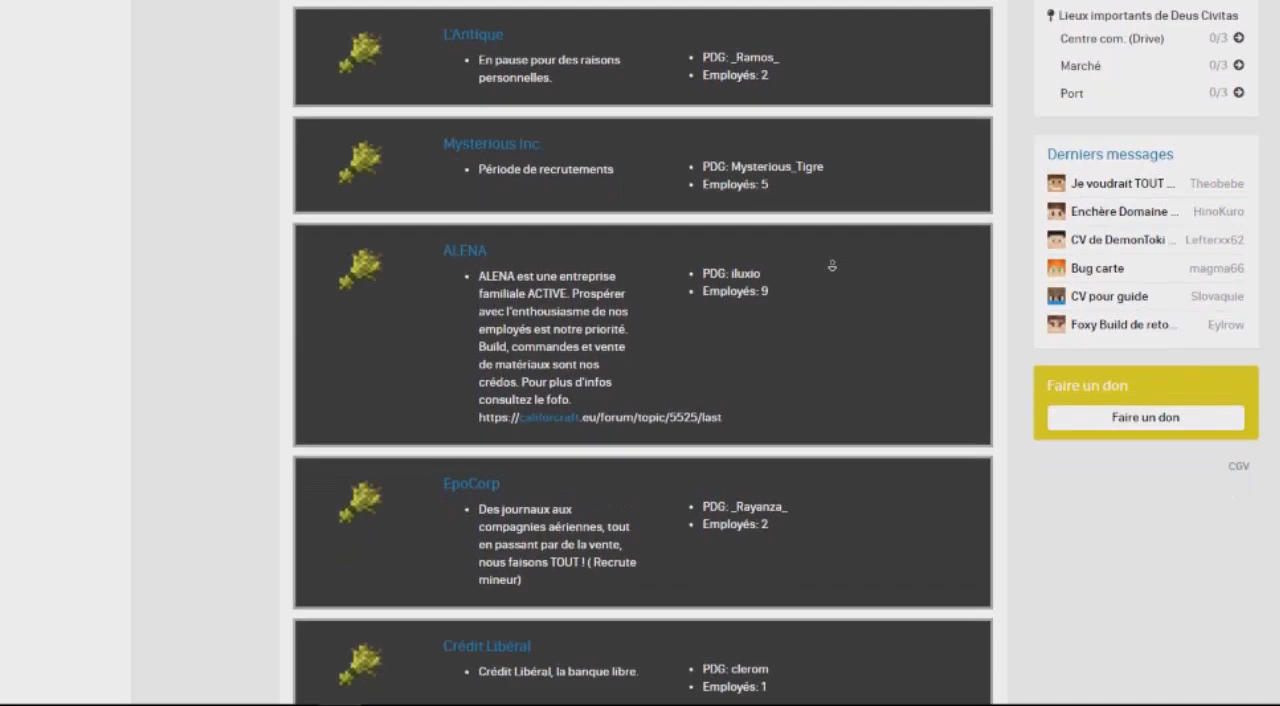 L'Antique
En pause pour des raisons
personnelles.
PDG: _Ramos_
Employés: 2
Mysterious Inc
Période de recrutements
PDG: Mysterious_Tigre
Employés: 5
ALENA
ALENA est une entreprise
familiale ACTIVE. Prospérer
avec l'enthousiasme de nos
employés est notre priorité.
Build, commandes et vente
de matériaux sont nos
crédos. Pour plus d'infos
consultez le fofo.
https://californcraft.eu/forum/topic/5525/last
PDG: iluxio
Employés: 9
EpoCorp
Des journaux aux
compagnies aériennes, tout
en passant par de la vente,
nous faisons TOUT ! ( Recrute
mineur)
PDG: _Rayanza_
Employés: 2
Crédit Libéral
Crédit Libéral, la banque libre.
PDG: clerom
Employés: 1
Lieux importants de Deus Civitas
Centre com. (Drive) 0/3
Marché 0/3
Port 0/3
Derniers messages
Je voudrait TOUT ... Theobebe
Enchère Domaine ... HinoKuro
CV de DemonToki ... Lefterxx62
Bug carte magma66
CV pour guide Slovaquie
Foxy Build de reto... Eylrow
Faire un don
Faire un don
CGV